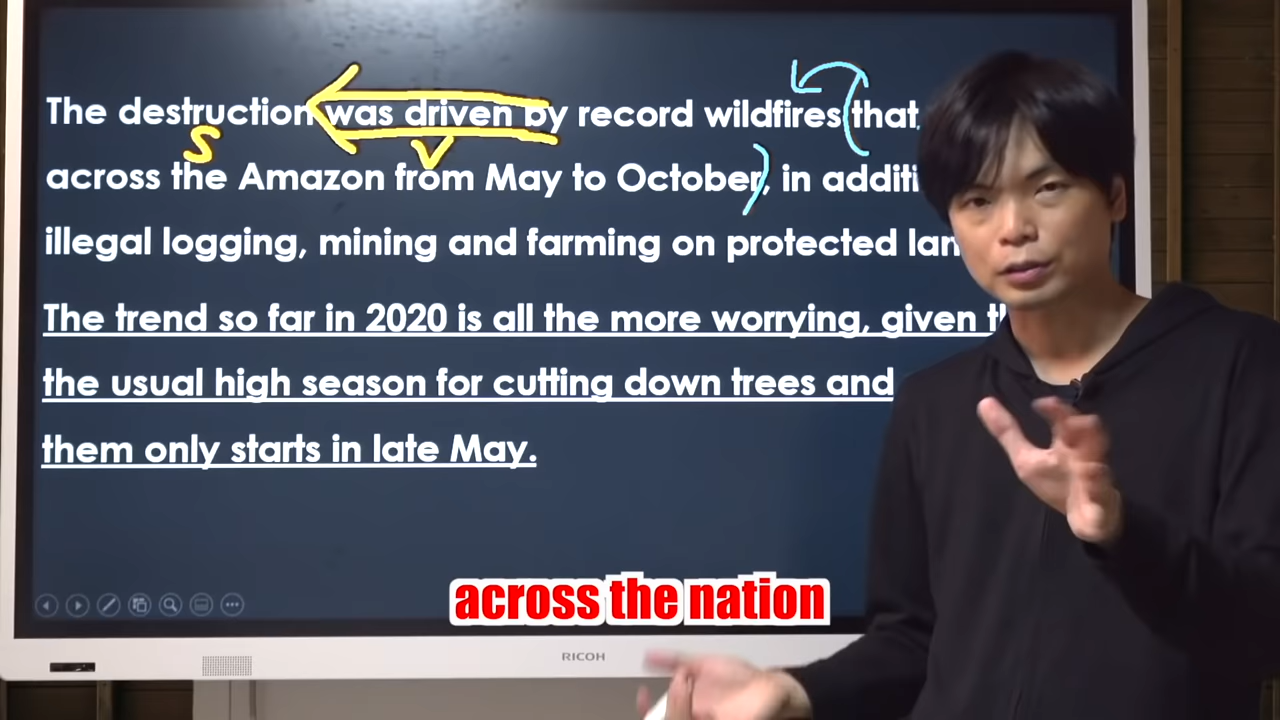 The destruction was driven by record wildfires that
across the Amazon from May to October, in
illegal logging, mining and farming on protected
The trend so far in 2020 is all the more worrying, given
the usual high season for cutting down trees and
them only starts in late May.
S
V
across the nation
RICOH